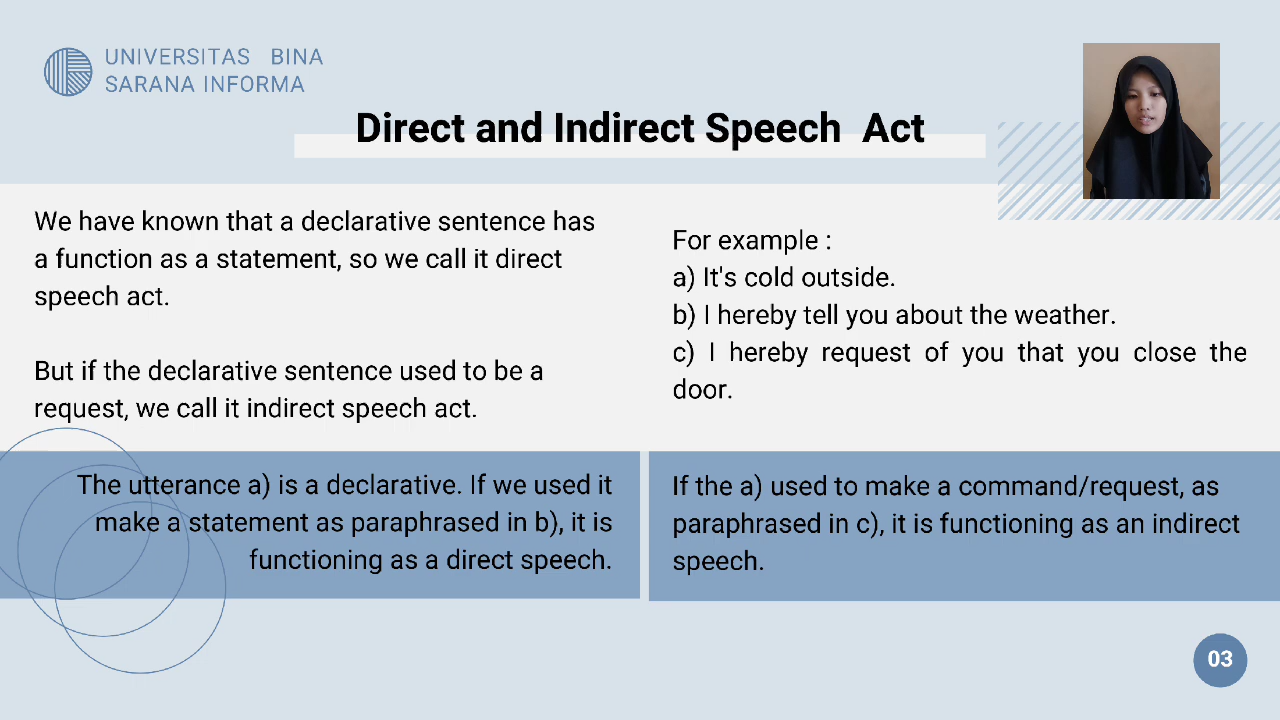 UNIVERSITAS BINA
SARANA INFORMA
Direct and Indirect Speech Act
We have known that a declarative sentence has
a function as a statement, so we call it direct
speech act.
But if the declarative sentence used to be a
request, we call it indirect speech act.
For example :
a) It's cold outside.
b) I hereby tell you about the weather.
c) I hereby request of you that you close the
door.
The utterance a) is a declarative. If we used it
make a statement as paraphrased in b), it is
functioning as a direct speech.
If the a) used to make a command/request, as
paraphrased in c), it is functioning as an indirect
speech.
03